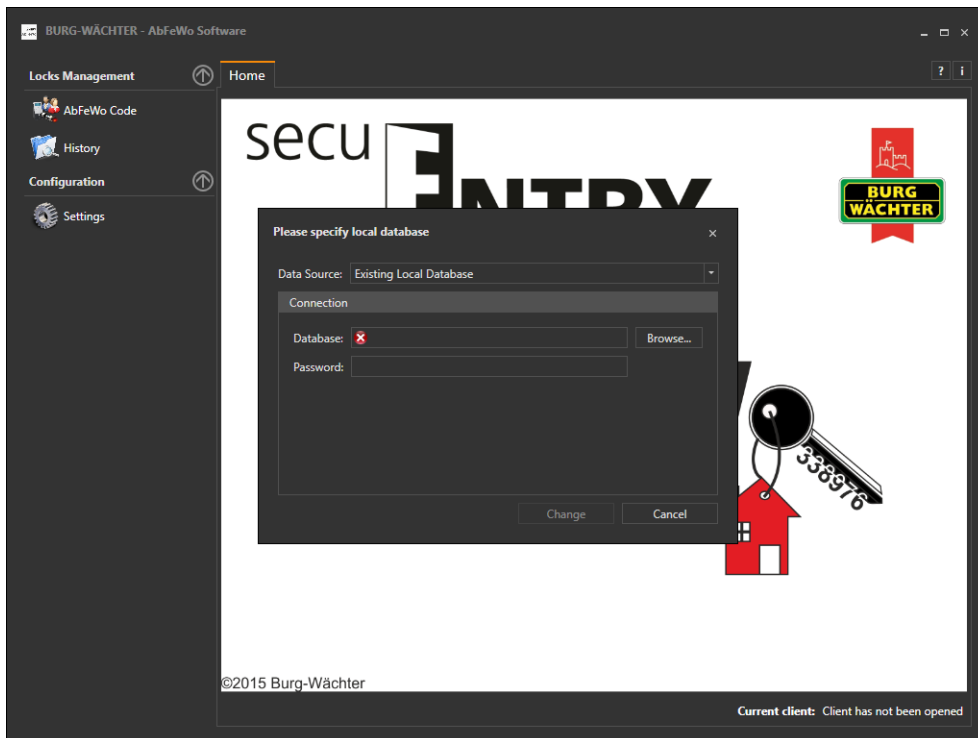 BURG-WÄCHTER - AbFeWo Software
Locks Management
Home
? i
AbFeWo Code
History
Configuration
Settings
secu
ENTRY
BURG
WÄCHTER
Please specify local database
Data Source: Existing Local Database
Connection
Database:
Browse...
Password:
Change
Cancel
338976
©2015 Burg-Wächter
Current client: Client has not been opened